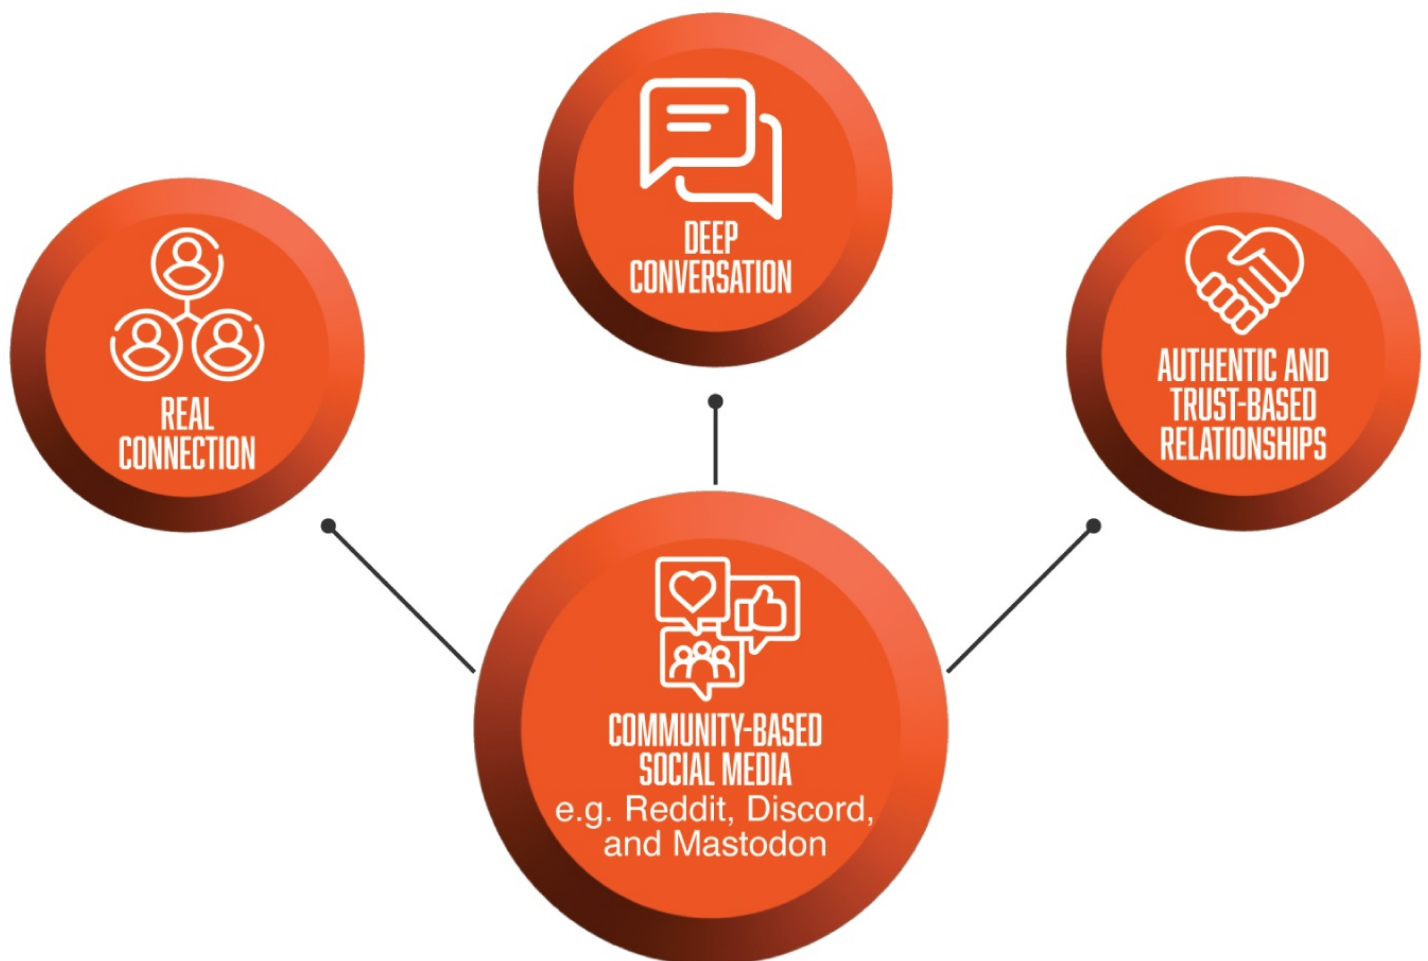 DEEP
CONVERSATION
REAL
CONNECTION
AUTHENTIC AND
TRUST-BASED
RELATIONSHIPS
COMMUNITY-BASED
SOCIAL MEDIA
e.g. Reddit, Discord,
and Mastodon